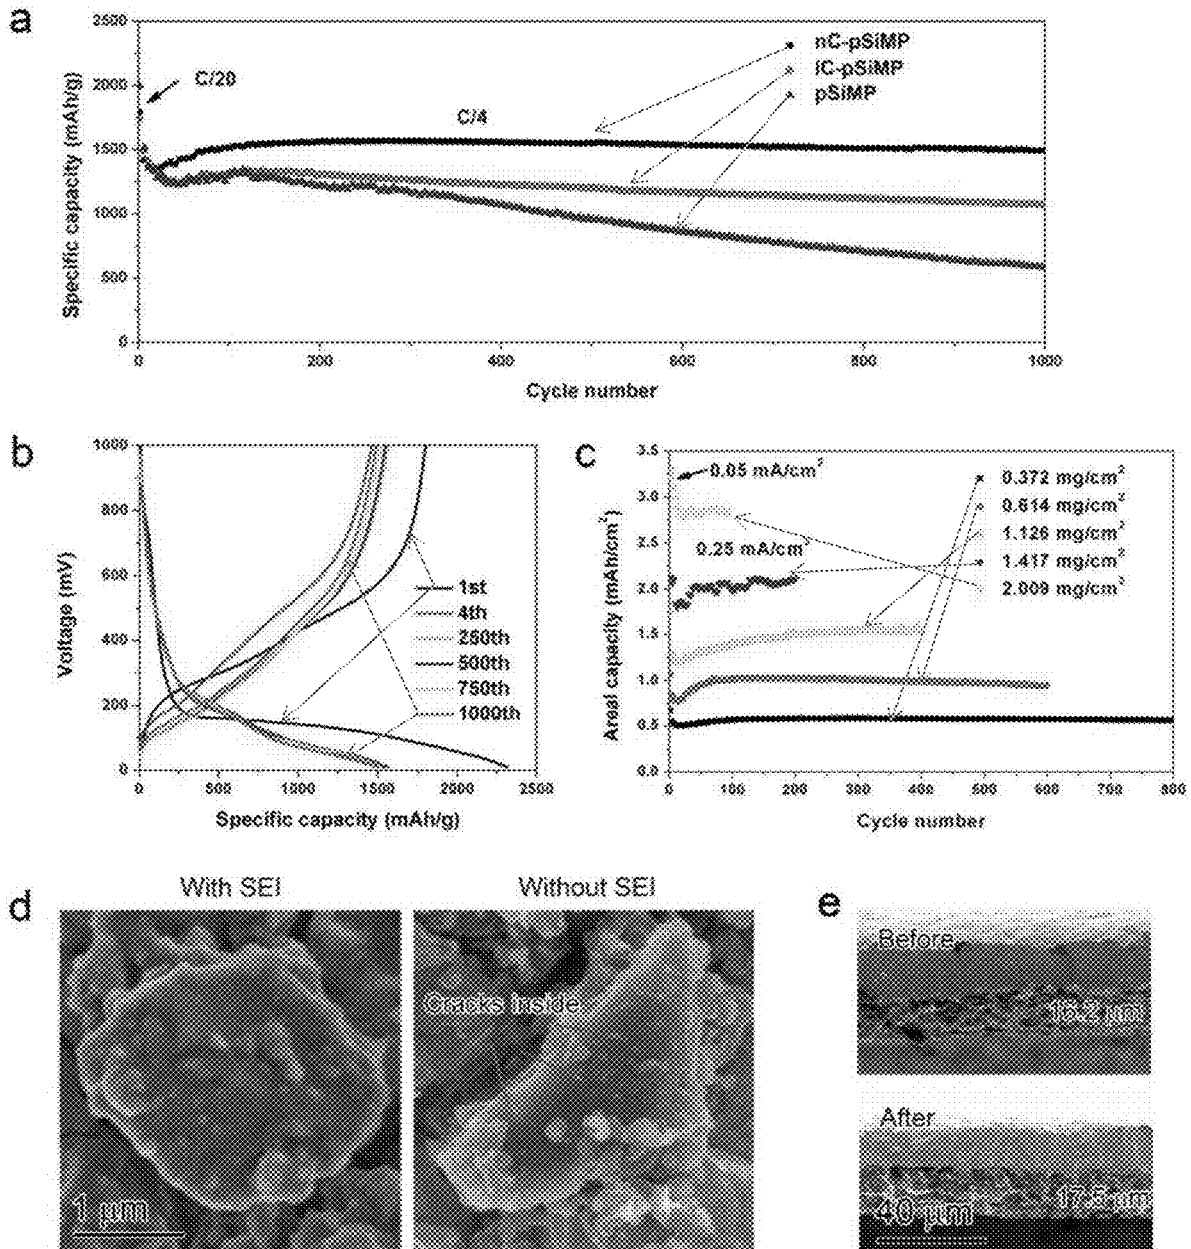 a
2500
2000
1500
1000
500
0
Specific capacity (mAh/g)
C/20
C/4
nC-pSiMP
iC-pSiMP
pSiMP
0 200 400 600 800 1000
Cycle number
b
1000
800
600
400
200
0
Voltage (mV)
1st
4th
250th
500th
750th
1000th
0 500 1000 1500 2000 2500
Specific capacity (mAh/g)
c
3.5
3.0
2.5
2.0
1.5
1.0
0.5
0.0
Areal capacity (mAh/cm²)
0.05 mA/cm²
0.25 mA/cm²
0.372 mg/cm²
0.614 mg/cm²
1.126 mg/cm²
1.417 mg/cm²
2.009 mg/cm²
0 100 200 300 400 500 600 700 800
Cycle number
d
With SEI
1 μm
Without SEI
Cracks inside
e
Before
16.2 μm
After
17.5 μm
40 μm